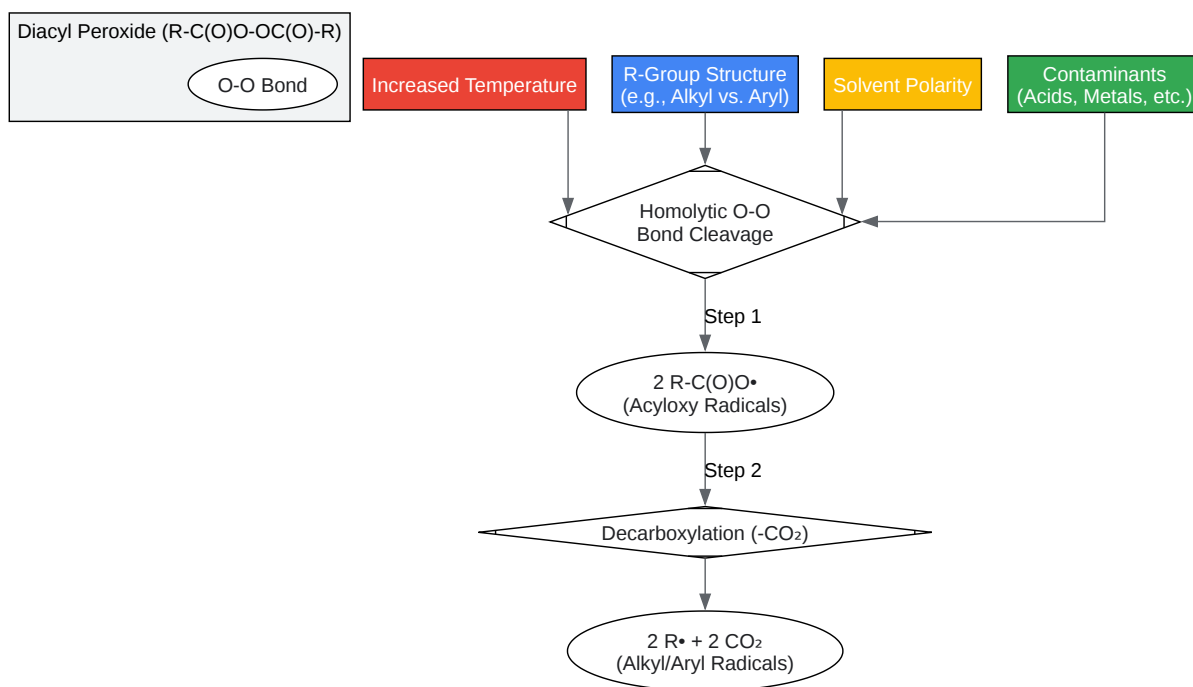 Diacyl Peroxide (R-C(O)O-OC(O)-R)
O-O Bond
Increased Temperature
R-Group Structure
(e.g., Alkyl vs. Aryl)
Solvent Polarity
Contaminants
(Acids, Metals, etc.)
Homolytic O-O
Bond Cleavage
Step 1
2 R-C(O)O•
(Acyloxy Radicals)
Step 2
Decarboxylation (-CO₂)
2 R• + 2 CO₂
(Alkyl/Aryl Radicals)